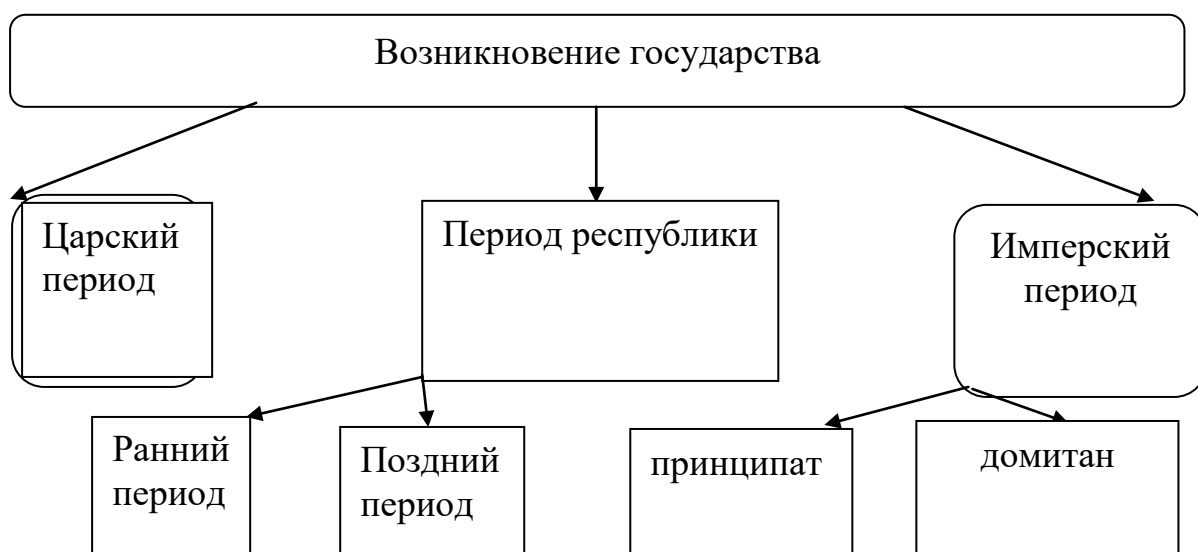 Возникновение государства
Царский
период
Период республики
Имперский
период
Ранний
период
Поздний
период
принципат
домитан